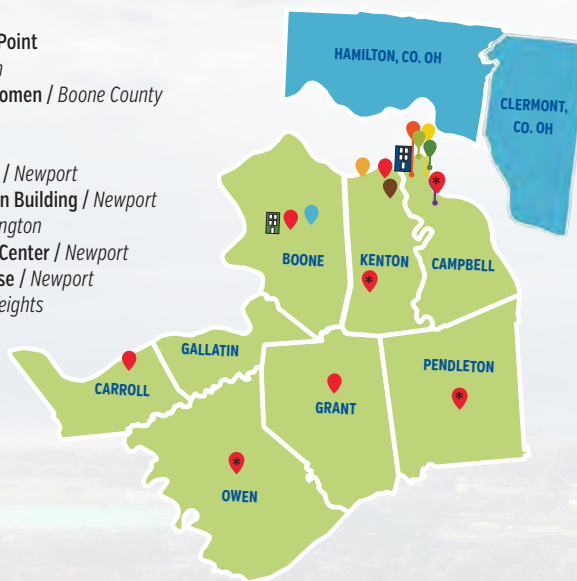 Point
omen / Boone County
/ Newport
n Building / Newport
ngton
Center / Newport
se / Newport
eights
HAMILTON, CO. OH
CLERMONT,
CO. OH
BOONE
KENTON
CAMPBELL
GALLATIN
CARROLL
PENDLETON
GRANT
OWEN